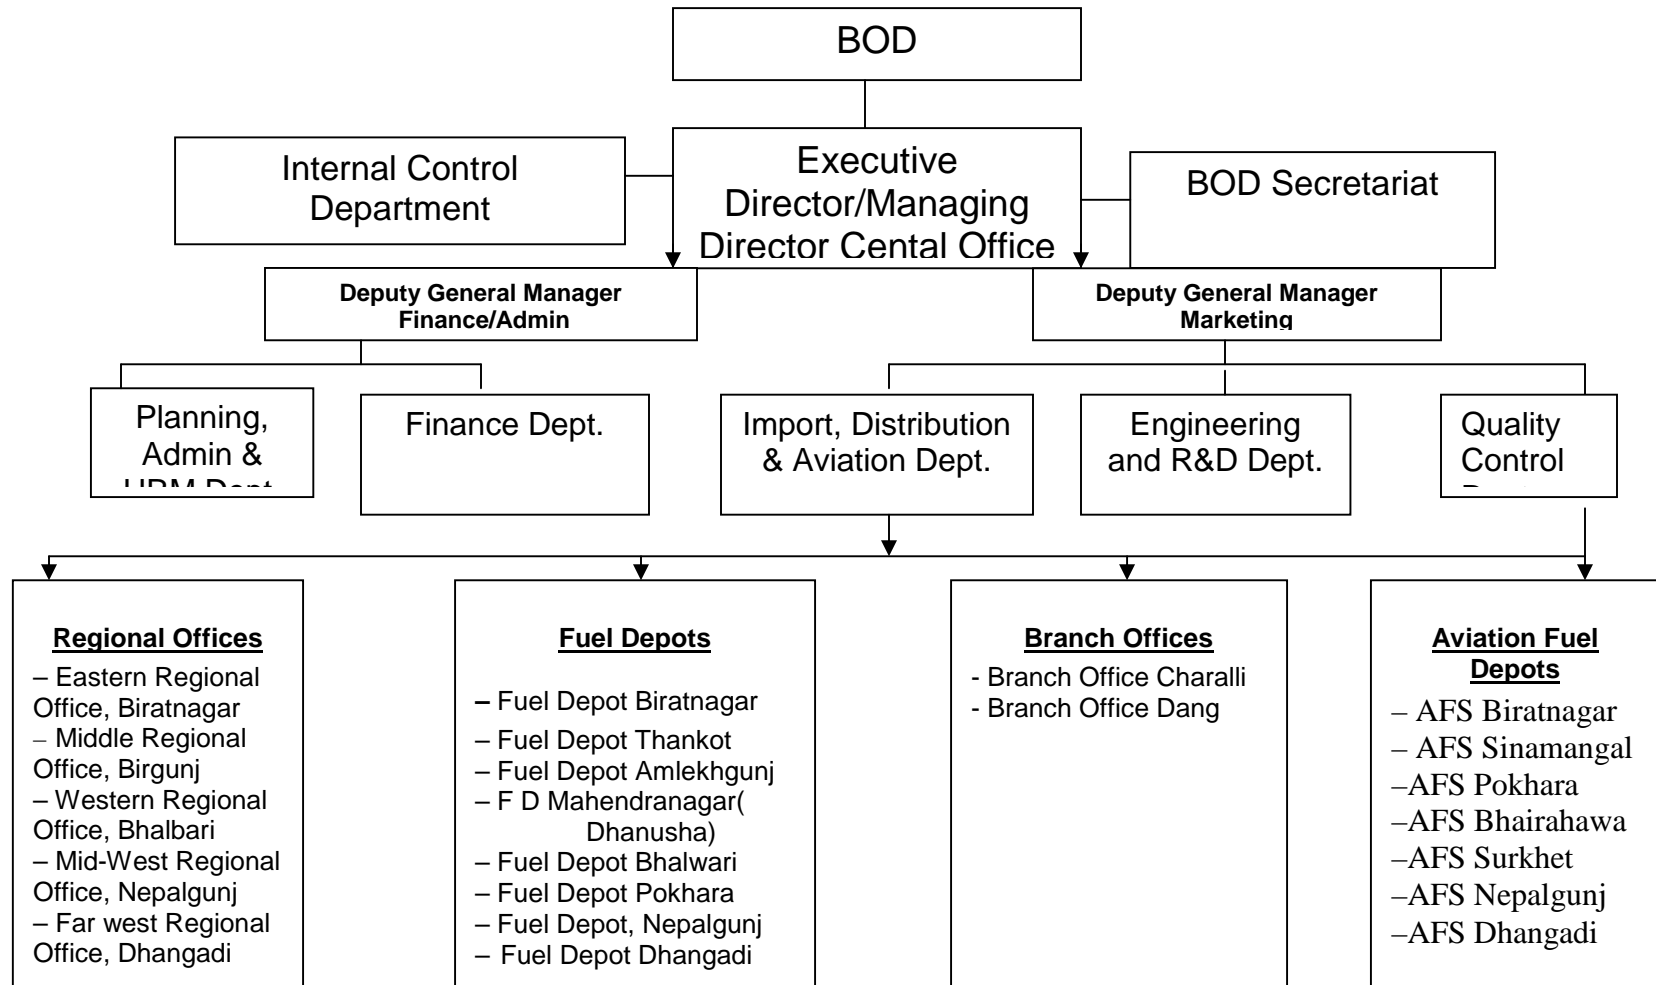 BOD
Internal Control
Department
Executive
Director/Managing
Director Cental Office
BOD Secretariat
Deputy General Manager
Finance/Admin
Deputy General Manager
Marketing
Planning,
Admin &
Finance Dept.
Import, Distribution
& Aviation Dept.
Engineering
and R&D Dept.
Quality
Control
Regional Offices
– Eastern Regional
Office, Biratnagar
– Middle Regional
Office, Birgunj
– Western Regional
Office, Bhalbari
– Mid-West Regional
Office, Nepalgunj
– Far west Regional
Office, Dhangadi
Fuel Depots
– Fuel Depot Biratnagar
– Fuel Depot Thankot
– Fuel Depot Amlekhgunj
– F D Mahendranagar(
Dhanusha)
– Fuel Depot Bhalwari
– Fuel Depot Pokhara
– Fuel Depot, Nepalgunj
– Fuel Depot Dhangadi
Branch Offices
- Branch Office Charalli
- Branch Office Dang
Aviation Fuel
Depots
– AFS Biratnagar
– AFS Sinamangal
–AFS Pokhara
–AFS Bhairahawa
–AFS Surkhet
–AFS Nepalgunj
–AFS Dhangadi